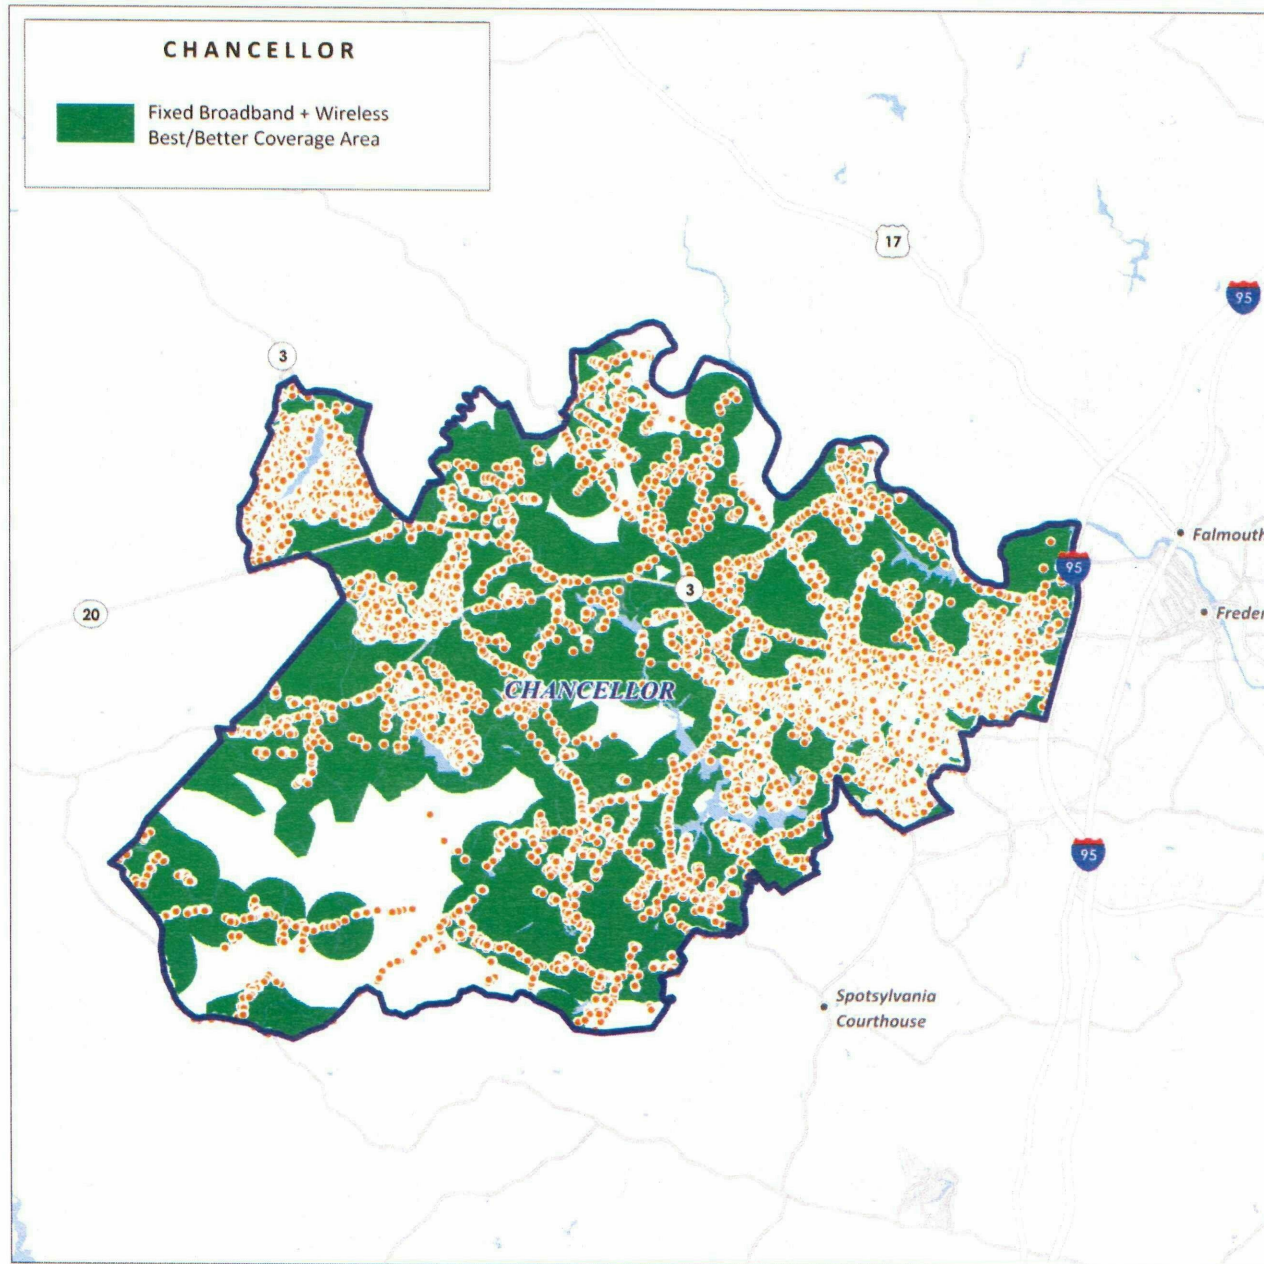 CHANCELLOR
Fixed Broadband + Wireless
Best/Better Coverage Area
17
95
3
Falmouth
95
3
20
Freder
CHANCELLOR
95
Spotsylvania
Courthouse